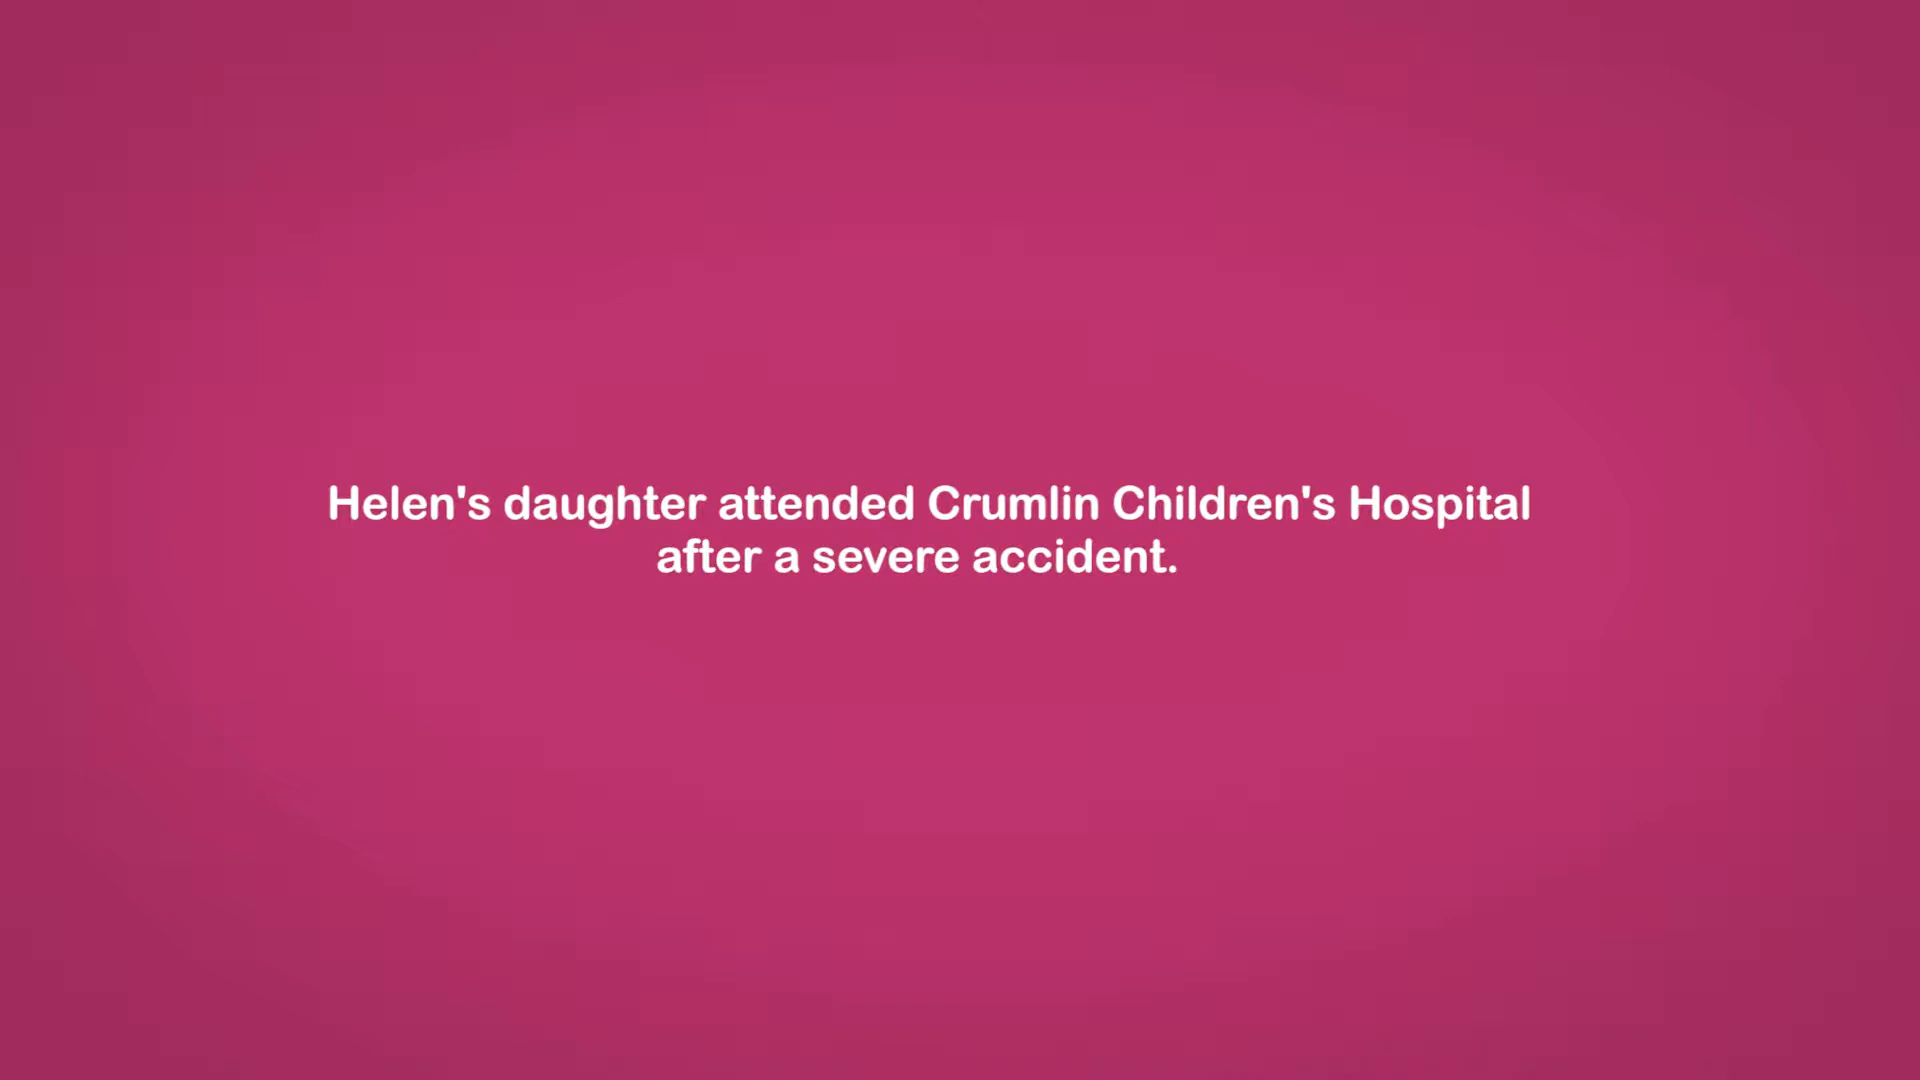 Helen's daughter attended Crumlin Children's Hospital
after a severe accident.